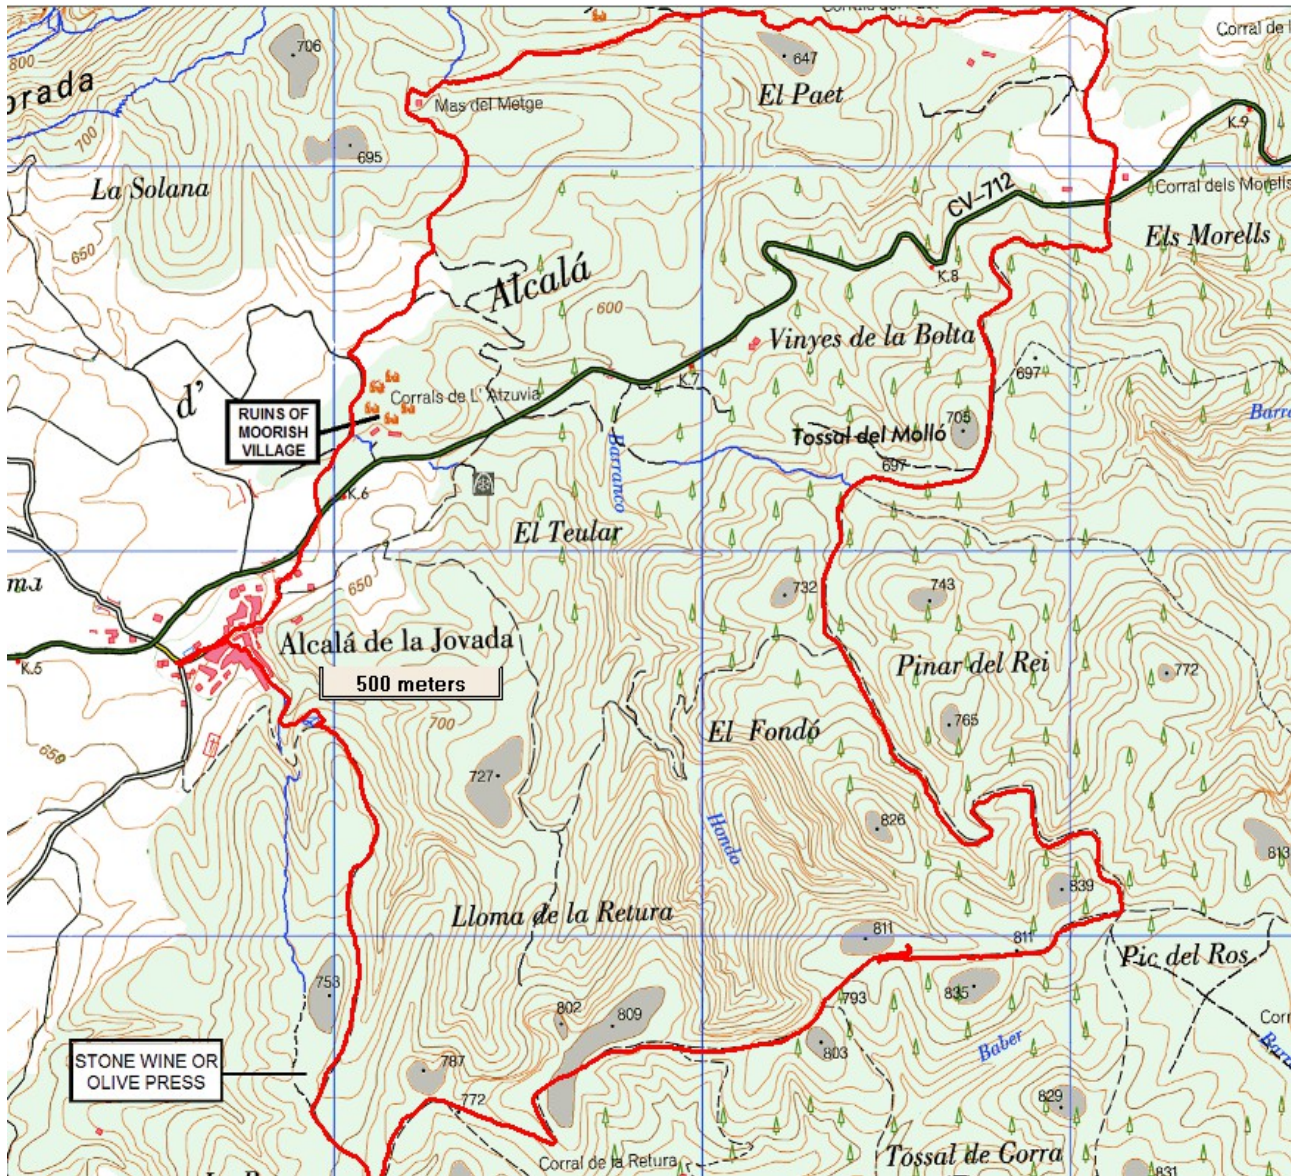 Corral de l
800
706
647
orada
El Paet
Mas del Metge
K.9
700
695
La Solana
CV-712
Corral dels Morells
Els Morells
650
Alcalá
K.8
600
Vinyes de la Bolta
K.7
697
d'
Corrals de L'Atzuvia
RUINS OF
MOORISH
VILLAGE
705
Barra
Tossal del Molló
Barranco
697
K.6
El Teular
650
732
743
Alcalá de la Jovada
K.5
500 meters
Pinar del Rei
772
700
765
El Fondó
650
727
826
Hondo
813
839
Lloma de la Retura
811
811
Pic del Ros
753
793
835
802
809
Corr
Baber
803
Bara
STONE WINE OR
OLIVE PRESS
787
772
829
Tossal de Gorra
Corral de la Retura
831